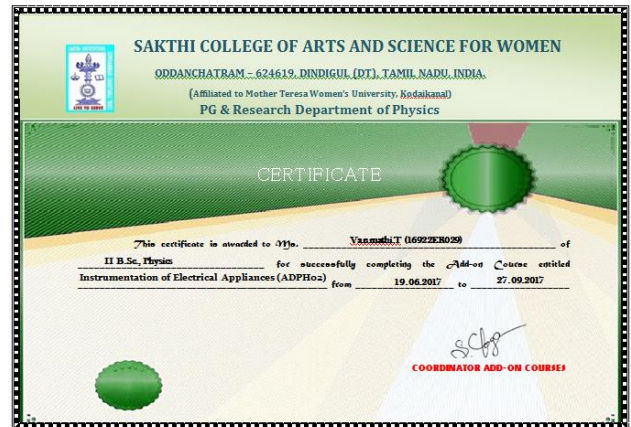 SAKTHI COLLEGE OF ARTS AND SCIENCE FOR WOMEN
ODDANCHATRAM – 624619. DINDIGUL (DT), TAMIL NADU, INDIA.
(Affiliated to Mother Teresa Women's University, Kodaikanal)
PG & Research Department of Physics
LIVE TO SERVE
CERTIFICATE
This certificate is awarded to Ms. Vanmathi.T (16922ER029) of
II B.Sc., Physics for successfully completing the Add-on Course entitled
Instrumentation of Electrical Appliances (ADPH02) from 19.06.2017 to 27.09.2017
COORDINATOR ADD-ON COURSES